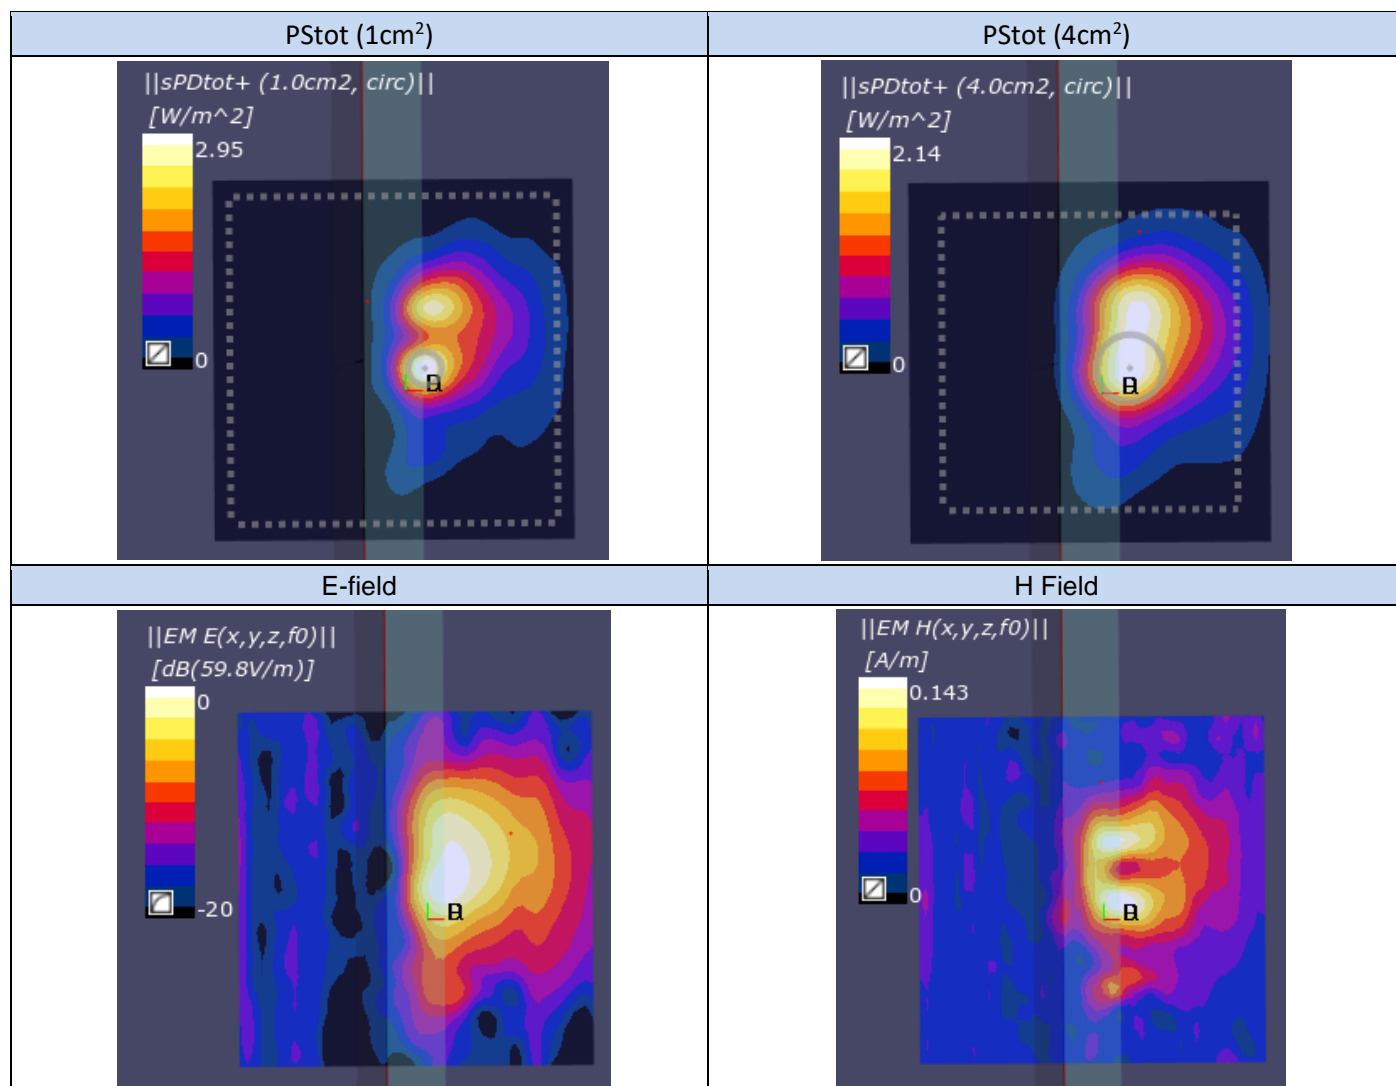 PStot (1cm²)
PStot (4cm²)
||sPDtot+ (1.0cm2, circ)||
[W/m^2]
2.95
0
||sPDtot+ (4.0cm2, circ)||
[W/m^2]
2.14
0
E-field
H Field
||EM E(x,y,z,f0)||
[dB(59.8V/m)]
0
-20
||EM H(x,y,z,f0)||
[A/m]
0.143
0